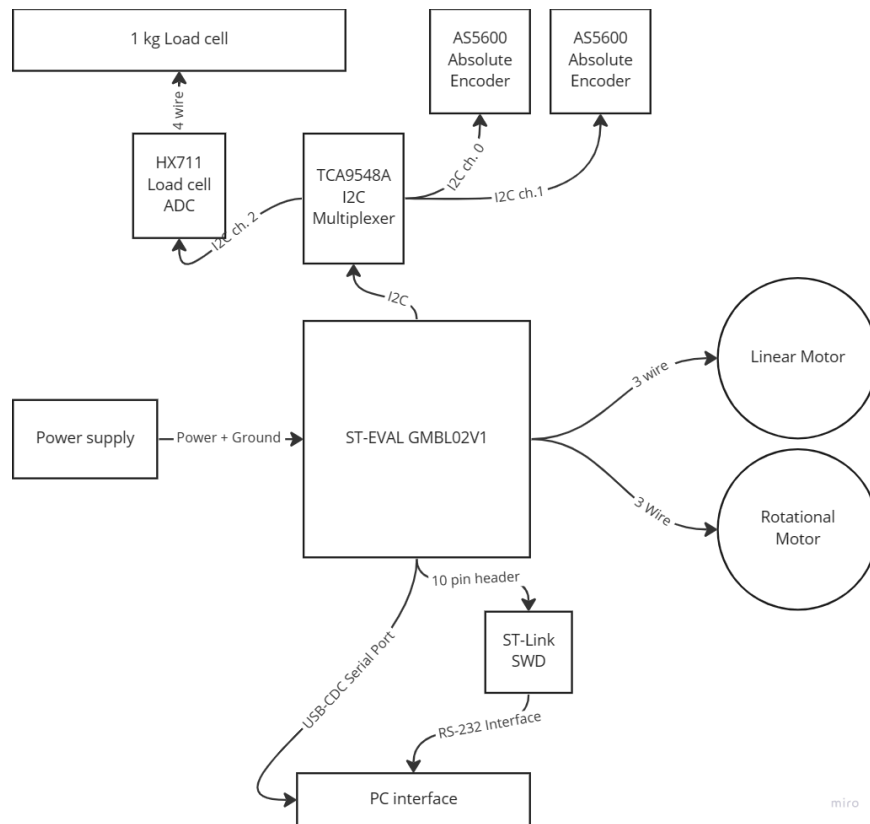 1 kg Load cell
AS5600
Absolute
Encoder
AS5600
Absolute
Encoder
4 wire
HX711
Load cell
ADC
TCA9548A
I2C
Multiplexer
I2C ch. 0
I2C ch.1
I2C ch. 2
I2C
Linear Motor
3 wire
Power supply
Power + Ground
ST-EVAL GMBL02V1
3 Wire
Rotational
Motor
10 pin header
ST-Link
SWD
USB-CDC Serial Port
RS-232 Interface
PC interface
miro